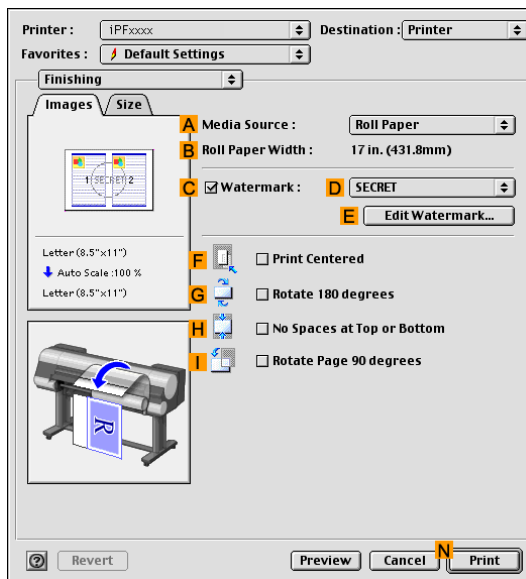 Printer : iPFxxxx Destination : Printer
Favorites : Default Settings
Finishing
Images Size
A Media Source : Roll Paper
B Roll Paper Width : 17 in. (431.8mm)
C Watermark : D SECRET
E Edit Watermark...
1 SECRET 2
Letter (8.5"x11")
Auto Scale :100 %
Letter (8.5"x11")
F Print Centered
G Rotate 180 degrees
H No Spaces at Top or Bottom
I Rotate Page 90 degrees
R
? Revert Preview Cancel N Print